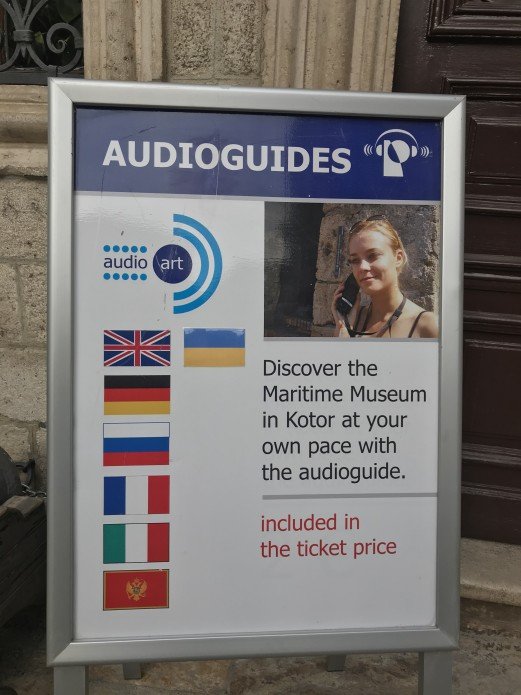 AUDIOGUIDES
audio art
Discover the
Maritime Museum
in Kotor at your
own pace with
the audioguide.
included in
the ticket price